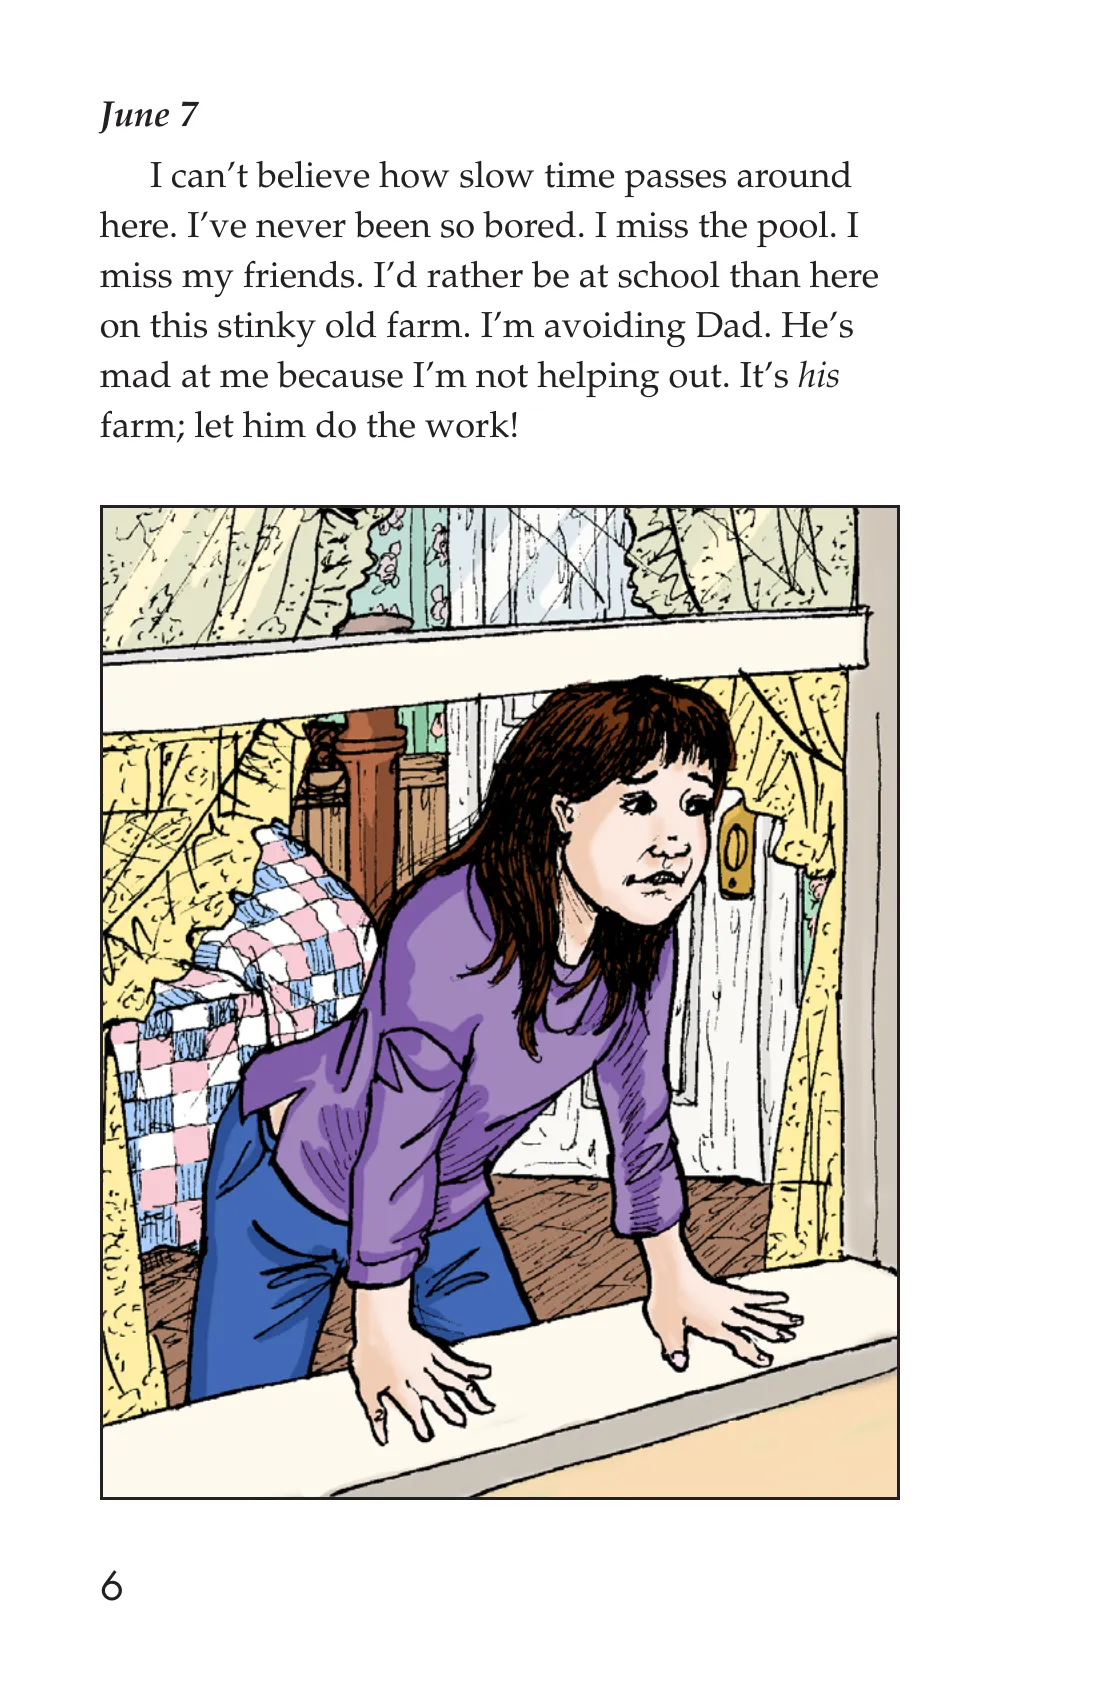 June 7
I can’t believe how slow time passes around
here. I’ve never been so bored. I miss the pool. I
miss my friends. I’d rather be at school than here
on this stinky old farm. I’m avoiding Dad. He’s
mad at me because I’m not helping out. It’s his
farm; let him do the work!
6